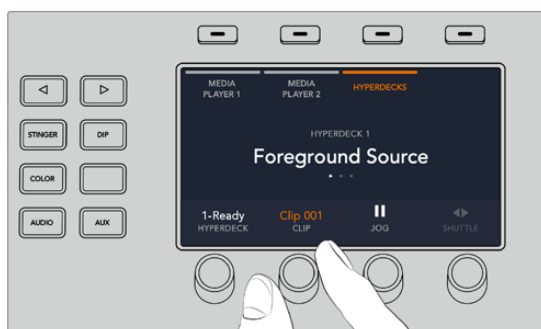 MEDIA
PLAYER 1
MEDIA
PLAYER 2
HYPERDECKS
HYPERDECK 1
Foreground Source
1-Ready
HYPERDECK
Clip 001
CLIP
JOG
SHUTTLE
STINGER
DIP
COLOR
AUDIO
AUX